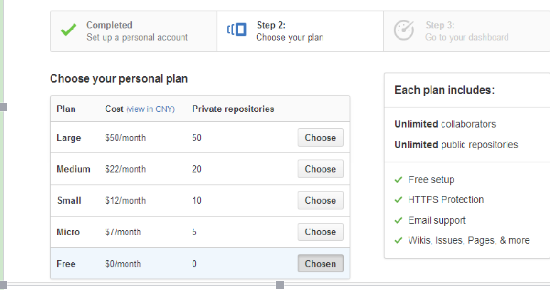 Completed
Set up a personal account
Step 2:
Choose your plan
Step 3:
Go to your dashboard
Choose your personal plan
Plan Cost (view in CNY) Private repositories
Large $50/month 50 Choose
Medium $22/month 20 Choose
Small $12/month 10 Choose
Micro $7/month 5 Choose
Free $0/month 0 Chosen
Each plan includes:
Unlimited collaborators
Unlimited public repositories
Free setup
HTTPS Protection
Email support
Wikis, Issues, Pages, & more